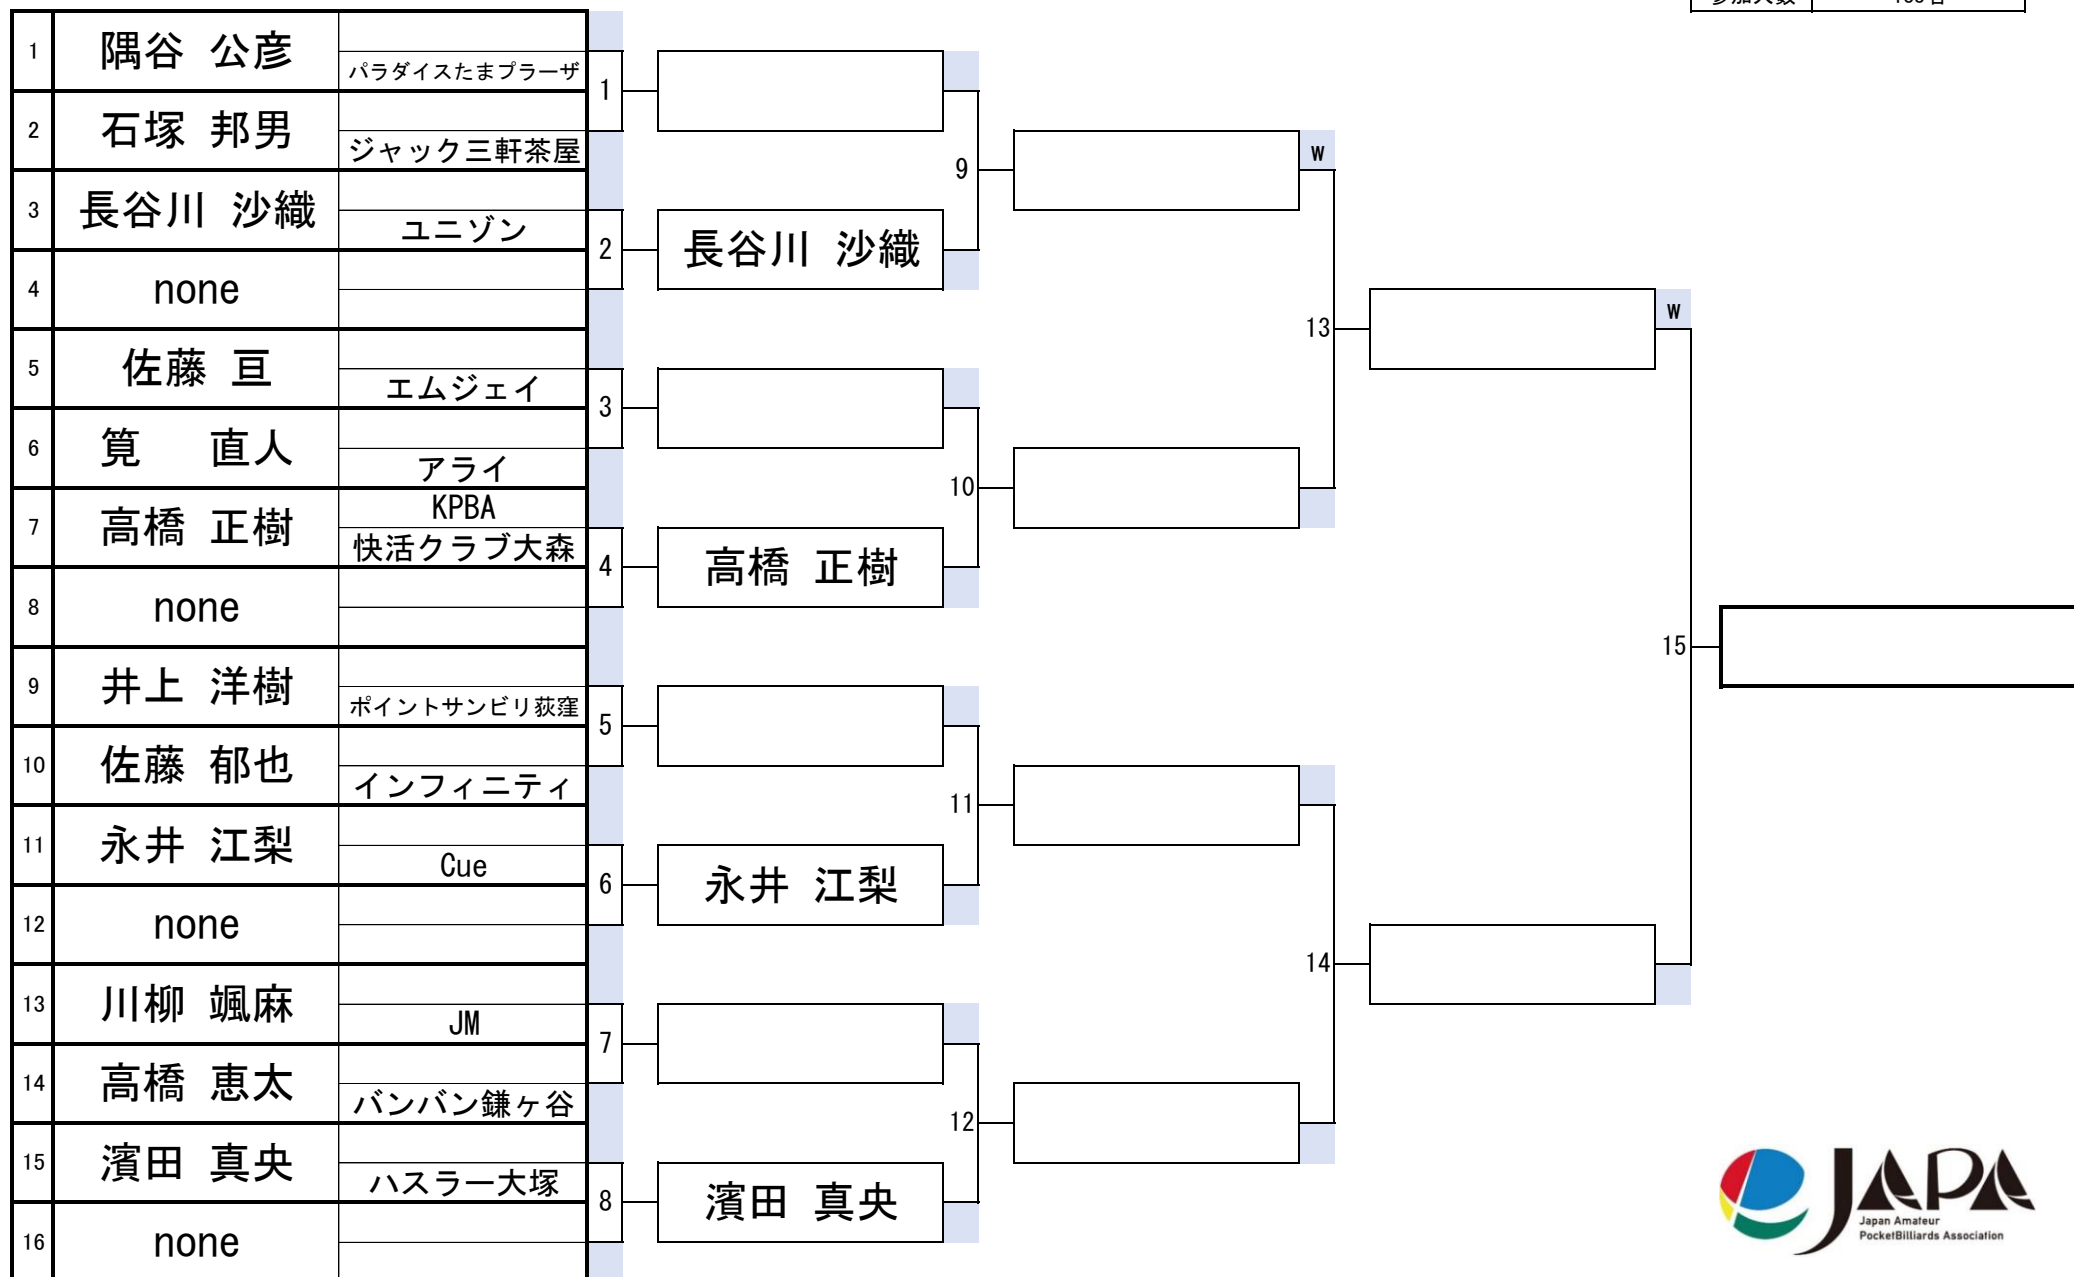 参加人数
1 隅谷 公彦 パラダイスたまプラーザ
2 石塚 邦男 ジャック三軒茶屋
3 長谷川 沙織 ユニゾン
4 none
5 佐藤 亘 エムジェイ
6 筧 直人 アライ
7 高橋 正樹 KPBA
快活クラブ大森
8 none
9 井上 洋樹 ポイントサンビリ荻窪
10 佐藤 郁也 インフィニティ
11 永井 江梨 Cue
12 none
13 川柳 颯麻 JM
14 高橋 恵太 バンバン鎌ヶ谷
15 濱田 真央 ハスラー大塚
16 none
1
2
3
4
5
6
7
8
長谷川 沙織
高橋 正樹
永井 江梨
濱田 真央
9
10
11
12
W
13
14
W
15
JAPA
Japan Amateur
PocketBilliards Association